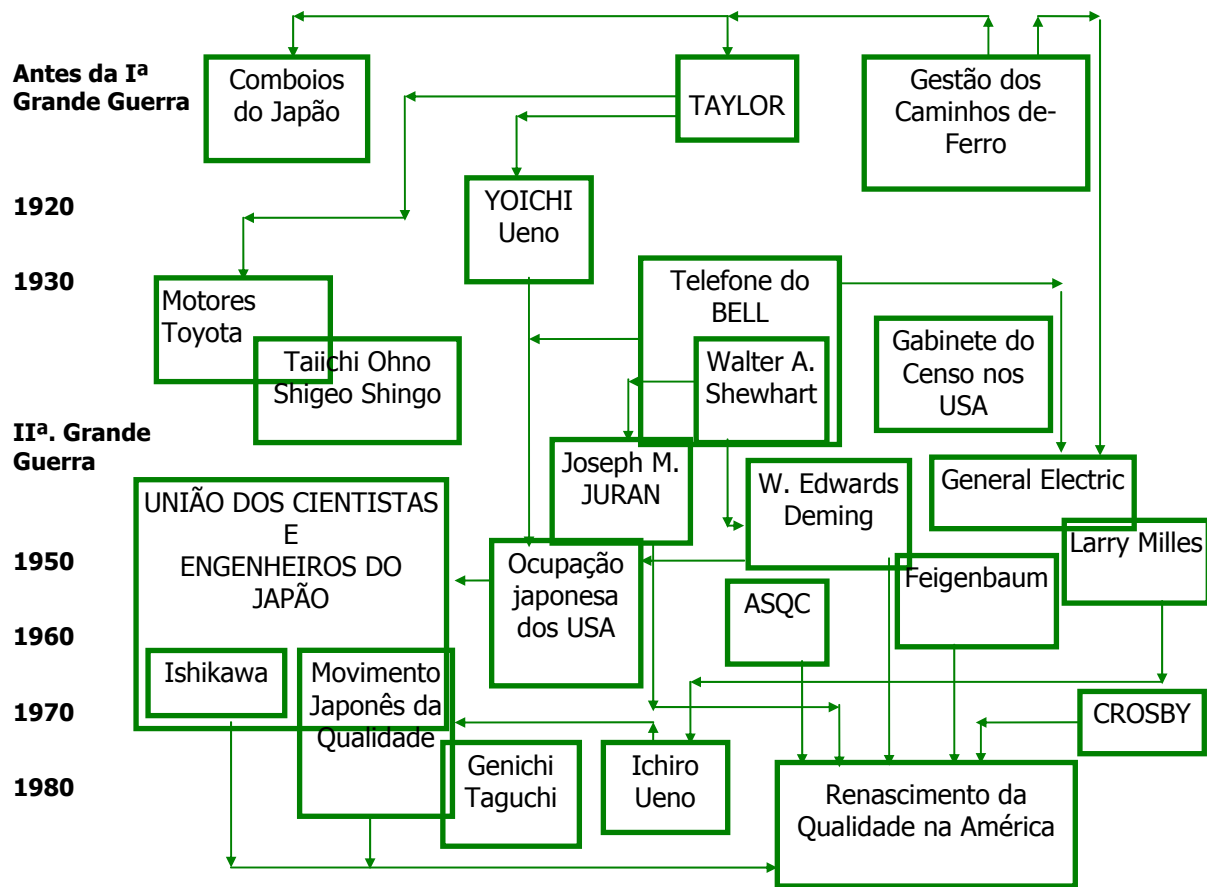 Antes da Iª
Grande Guerra
Comboios
do Japão
TAYLOR
Gestão dos
Caminhos de-
Ferro
1920
YOICHI
Ueno
1930
Motores
Toyota
Taiichi Ohno
Shigeo Shingo
Telefone do
BELL
Walter A.
Shewhart
Gabinete do
Censo nos
USA
IIª. Grande
Guerra
Joseph M.
JURAN
W. Edwards
Deming
General Electric
Larry Milles
UNIÃO DOS CIENTISTAS
E
ENGENHEIROS DO
JAPÃO
1950
Ocupação
japonesa
dos USA
ASQC
Feigenbaum
1960
Ishikawa
Movimento
Japonês da
Qualidade
1970
CROSBY
Genichi
Taguchi
Ichiro
Ueno
1980
Renascimento da
Qualidade na América